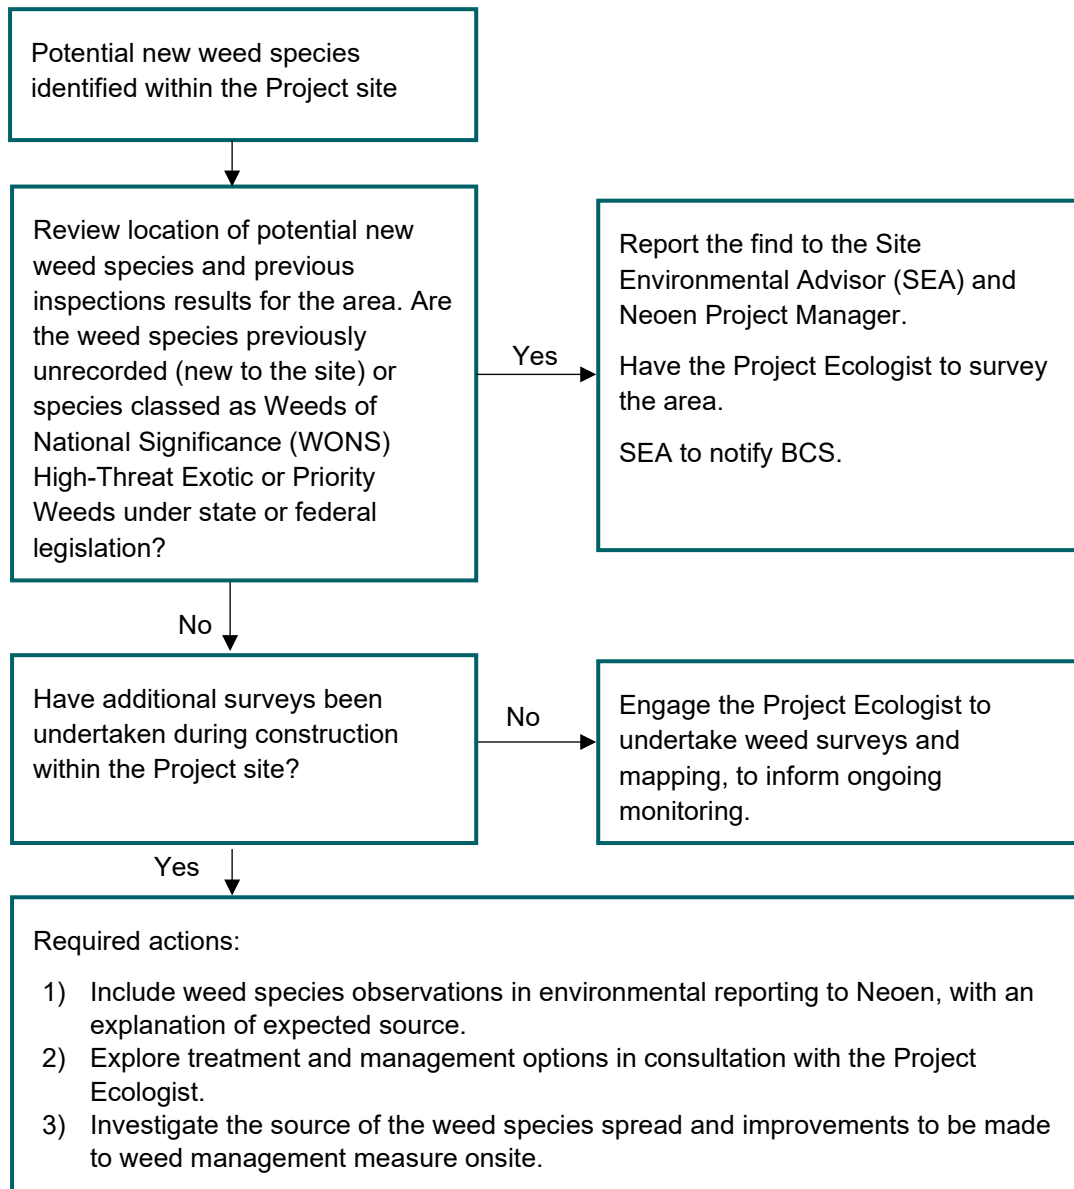 Potential new weed species
identified within the Project site
Review location of potential new
weed species and previous
inspections results for the area. Are
the weed species previously
unrecorded (new to the site) or
species classed as Weeds of
National Significance (WONS)
High-Threat Exotic or Priority
Weeds under state or federal
legislation?
Yes
Report the find to the Site
Environmental Advisor (SEA) and
Neoen Project Manager.
Have the Project Ecologist to survey
the area.
SEA to notify BCS.
No
Have additional surveys been
undertaken during construction
within the Project site?
No
Engage the Project Ecologist to
undertake weed surveys and
mapping, to inform ongoing
monitoring.
Yes
Required actions:
1) Include weed species observations in environmental reporting to Neoen, with an
explanation of expected source.
2) Explore treatment and management options in consultation with the Project
Ecologist.
3) Investigate the source of the weed species spread and improvements to be made
to weed management measure onsite.